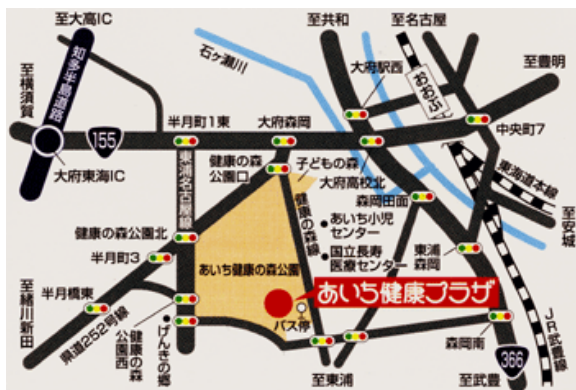 至大高IC
至共和
至名古屋
至豊明
石ヶ瀬川
大府駅西
おおぶ
知多半島道路
至横須賀
155
半月町1東
大府森岡
中央町7
大府東海IC
東浦名古屋線
健康の森
公園口
子どもの森
大府高校北
東海道本線
至安城
森岡田面
健康の森線
あいち小児
センター
国立長寿
医療センター
東浦
森岡
健康の森公園北
半月町3
あいち健康の森公園
あいち健康プラザ
至緒川新田
半月橋東
県道252号線
健康の森
公園西
げんきの郷
バス停
森岡南
JR武豊線
366
至東浦
至武豊